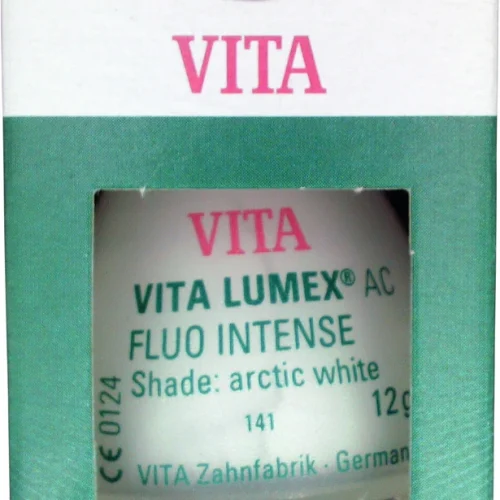 VITA
VITA
VITA LUMEX® AC
FLUO INTENSE
Shade: arctic white
12g
141
CE 0124
VITA Zahnfabrik · German